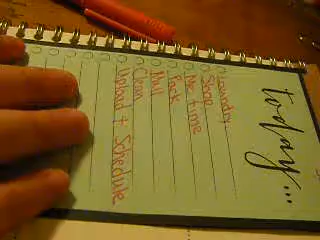 today...
Laundry
Shop
Me time
Pack
Mail
Clean
Upload + Schedule